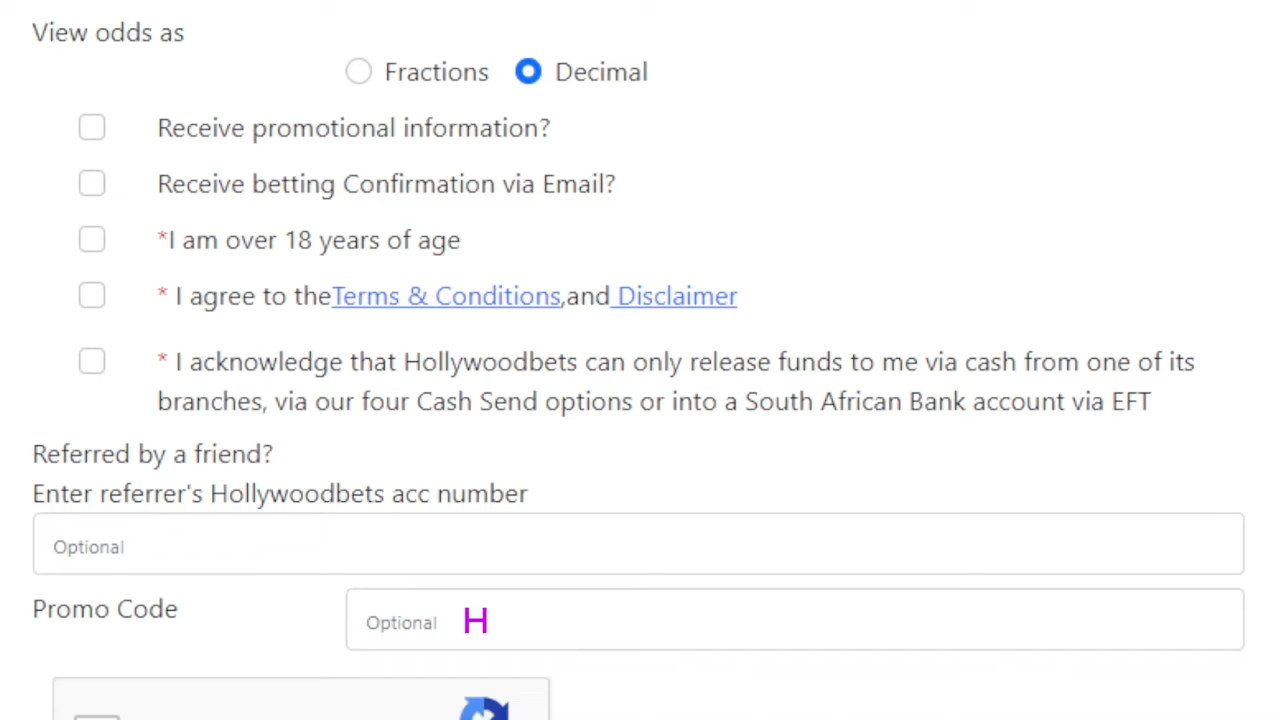 View odds as
Fractions Decimal
Receive promotional information?
Receive betting Confirmation via Email?
*I am over 18 years of age
* I agree to theTerms & Conditions,and Disclaimer
* I acknowledge that Hollywoodbets can only release funds to me via cash from one of its
branches, via our four Cash Send options or into a South African Bank account via EFT
Referred by a friend?
Enter referrer's Hollywoodbets acc number
Optional
Promo Code Optional H